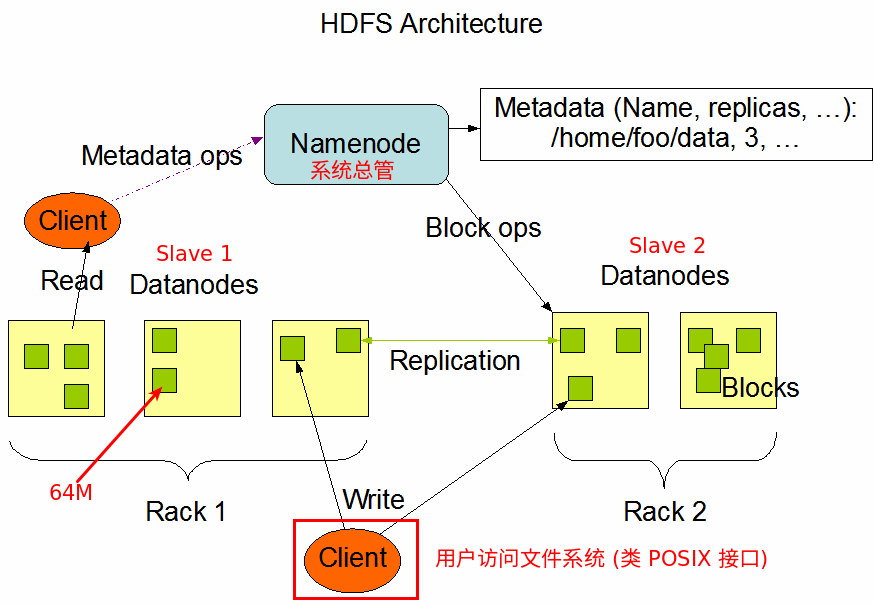 HDFS Architecture
Metadata (Name, replicas, …):
/home/foo/data, 3, …
Namenode
系统总管
Metadata ops
Client
Block ops
Slave 1
Slave 2
Read
Datanodes
Datanodes
Replication
Blocks
64M
Rack 1
Write
Rack 2
Client
用户访问文件系统 (类 POSIX 接口)